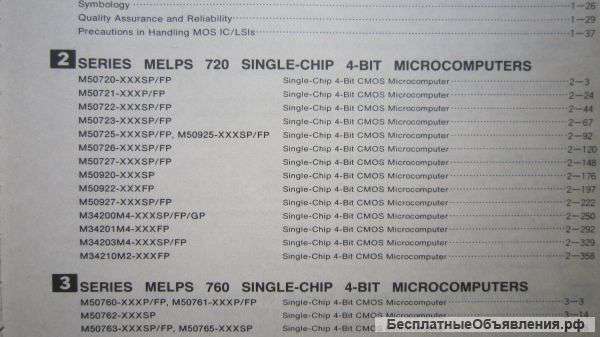 Symbology 1-26
Quality Assurance and Reliability 1-29
Precautions in Handling MOS IC/LSIs 1-37
2 SERIES MELPS 720 SINGLE-CHIP 4-BIT MICROCOMPUTERS
M50720-XXXSP/FP Single-Chip 4-Bit CMOS Microcomputer 2-3
M50721-XXXP/FP Single-Chip 4-Bit CMOS Microcomputer 2-24
M50722-XXXSP/FP Single-Chip 4-Bit CMOS Microcomputer 2-44
M50723-XXXSP/FP Single-Chip 4-Bit CMOS Microcomputer 2-67
M50725-XXXSP/FP, M50925-XXXSP/FP Single-Chip 4-Bit CMOS Microcomputer 2-92
M50726-XXXSP/FP Single-Chip 4-Bit CMOS Microcomputer 2-120
M50727-XXXSP/FP Single-Chip 4-Bit CMOS Microcomputer 2-148
M50920-XXXSP Single-Chip 4-Bit CMOS Microcomputer 2-176
M50922-XXXFP Single-Chip 4-Bit CMOS Microcomputer 2-197
M50927-XXXSP/FP Single-Chip 4-Bit CMOS Microcomputer 2-222
M34200M4-XXXSP/FP/GP Single-Chip 4-Bit CMOS Microcomputer 2-250
M34201M4-XXXFP Single-Chip 4-Bit CMOS Microcomputer 2-292
M34203M4-XXXSP/FP Single-Chip 4-Bit CMOS Microcomputer 2-329
M34210M2-XXXFP Single-Chip 4-Bit CMOS Microcomputer 2-358
3 SERIES MELPS 760 SINGLE-CHIP 4-BIT MICROCOMPUTERS
M50760-XXXP/FP, M50761-XXXP/FP Single-Chip 4-Bit CMOS Microcomputer 3-3
M50762-XXXSP Single-Chip 4-Bit CMOS Microcomputer 3-14
M50763-XXXSP/FP, M50765-XXXSP Single-Chip 4-Bit CMOS Microcomputer
БесплатныеОбъявления.рф